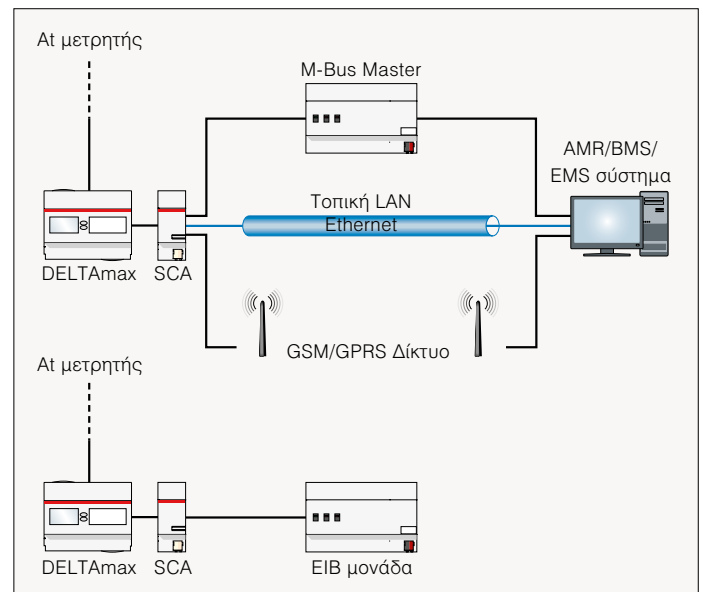 At μετρητής
M-Bus Master
AMR/BMS/
EMS σύστημα
Τοπική LAN
Ethernet
DELTAmax
SCA
GSM/GPRS Δίκτυο
At μετρητής
DELTAmax
SCA
EIB μονάδα